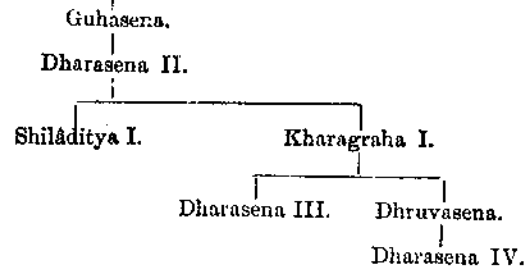 Guhasena.
Dharasena II.
Shilâditya I. Kharagraha I.
Dharasena III. Dhruvasena.
Dharasena IV.